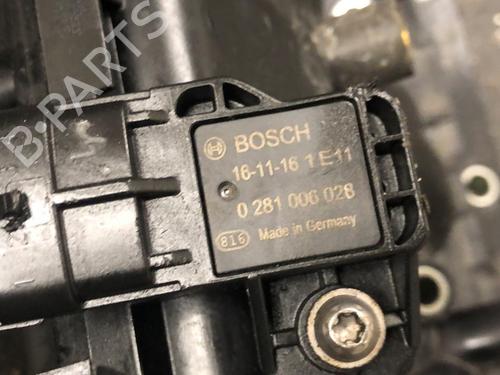 B-PARTS
BOSCH
16-11-16 1 E11
0 281 006 028
816 Made in Germany